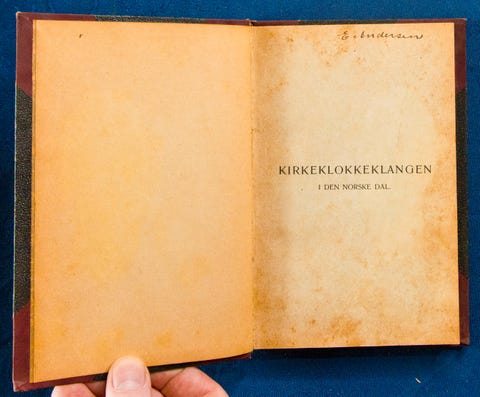 E. Andersen
KIRKEKLOKKEKLANGEN
I DEN NORSKE DAL.